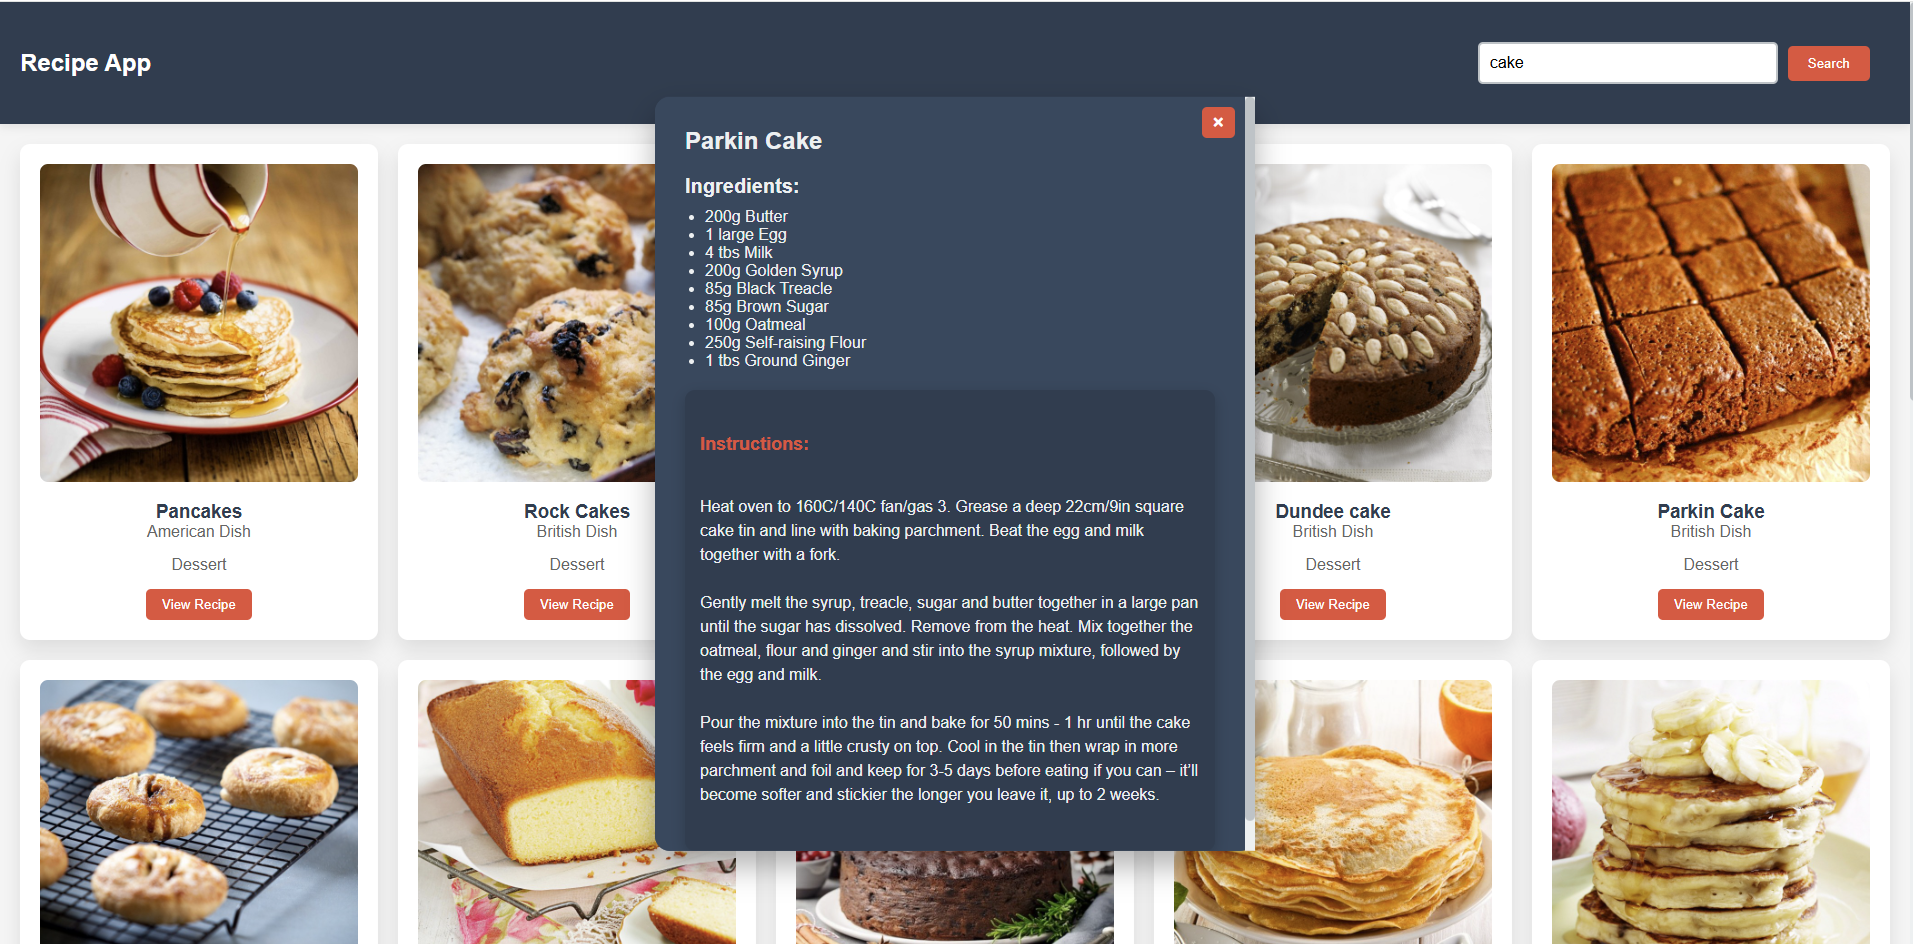 Recipe App
cake
Search
Parkin Cake
Ingredients:
200g Butter
1 large Egg
4 tbs Milk
200g Golden Syrup
85g Black Treacle
85g Brown Sugar
100g Oatmeal
250g Self-raising Flour
1 tbs Ground Ginger
Instructions:
Heat oven to 160C/140C fan/gas 3. Grease a deep 22cm/9in square
cake tin and line with baking parchment. Beat the egg and milk
together with a fork.
Gently melt the syrup, treacle, sugar and butter together in a large pan
until the sugar has dissolved. Remove from the heat. Mix together the
oatmeal, flour and ginger and stir into the syrup mixture, followed by
the egg and milk.
Pour the mixture into the tin and bake for 50 mins - 1 hr until the cake
feels firm and a little crusty on top. Cool in the tin then wrap in more
parchment and foil and keep for 3-5 days before eating if you can – it’ll
become softer and stickier the longer you leave it, up to 2 weeks.
Pancakes
American Dish
Dessert
View Recipe
Rock Cakes
British Dish
Dessert
View Recipe
Dundee cake
British Dish
Dessert
View Recipe
Parkin Cake
British Dish
Dessert
View Recipe